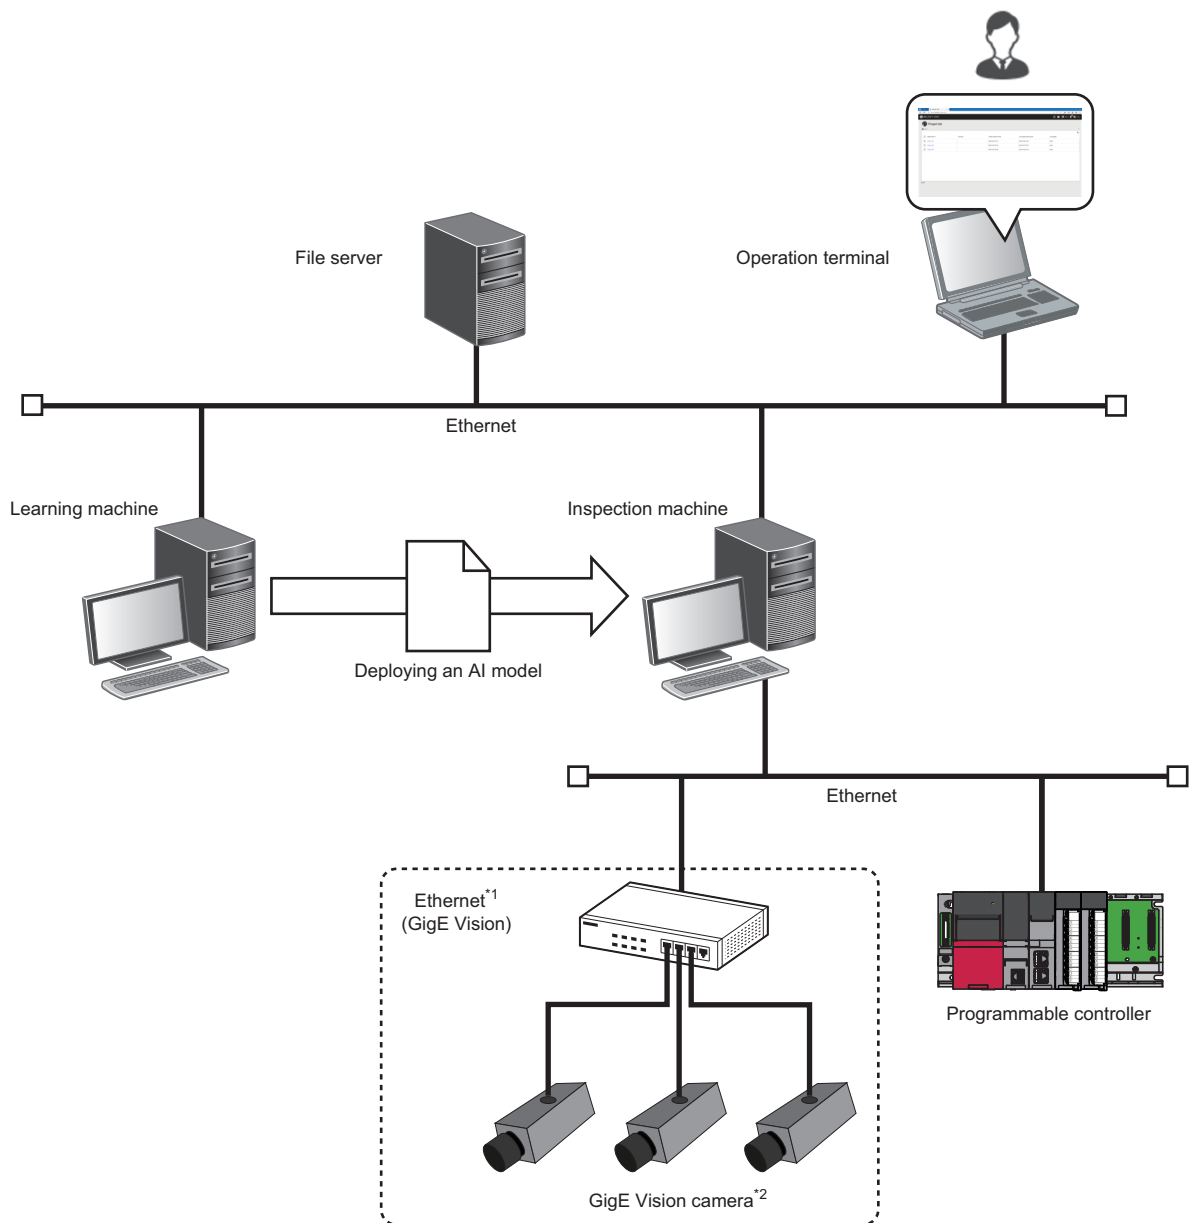 File server
Operation terminal
Ethernet
Learning machine
Inspection machine
Deploying an AI model
Ethernet
Ethernet*1
(GigE Vision)
Programmable controller
GigE Vision camera*2